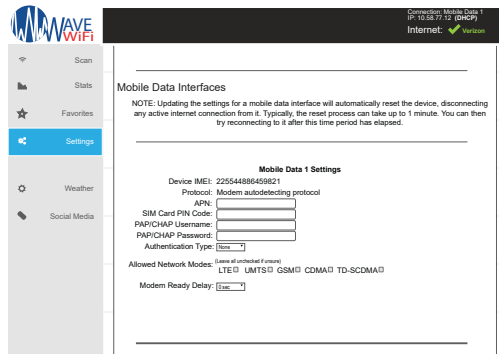 WAVE
WiFi
Connection: Mobile Data 1
IP: 10.58.77.12 (DHCP)
Internet: Verizon
Scan
Stats
Favorites
Settings
Weather
Social Media
Mobile Data Interfaces
NOTE: Updating the settings for a mobile data interface will automatically reset the device, disconnecting
any active internet connection from it. Typically, the reset process can take up to 1 minute. You can then
try reconnecting to it after this time period has elapsed.
Mobile Data 1 Settings
Device IMEI: 225544886459821
Protocol: Modem autodetecting protocol
APN:
SIM Card PIN Code:
PAP/CHAP Username:
PAP/CHAP Password:
Authentication Type: None
Allowed Network Modes: (Leave all unchecked if unsure)
LTE UMTS GSM CDMA TD-SCDMA
Modem Ready Delay: 0 sec